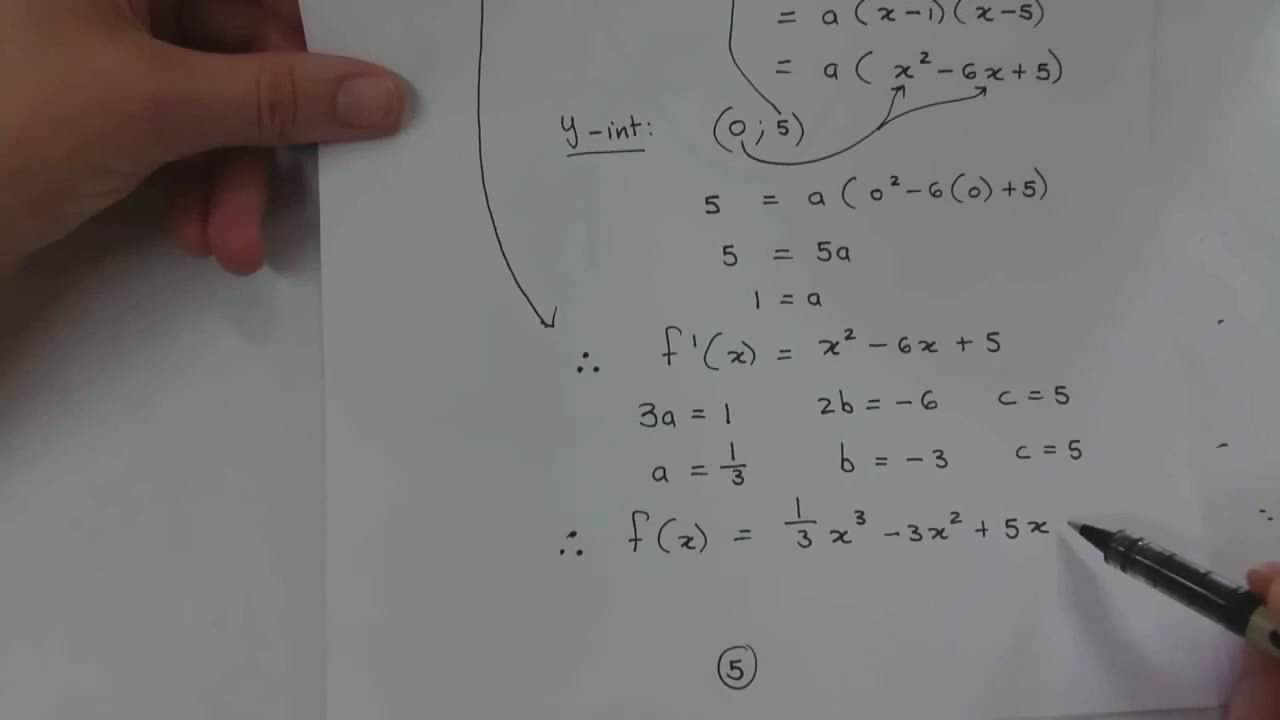 = a (x-1)(x-5)
= a ( x² - 6x + 5)
y-int: (0 ; 5)
5 = a ( 0² - 6(0) + 5)
5 = 5a
1 = a
∴ f'(x) = x² - 6x + 5
3a = 1 2b = -6 c = 5
a = 1/3 b = -3 c = 5
∴ f(x) = 1/3 x³ - 3x² + 5x
5